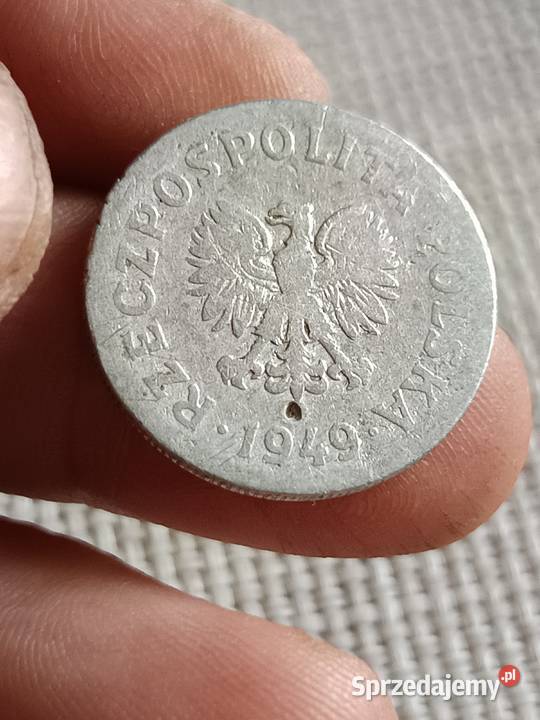 RZECZPOSPOLITA POLSKA
· 1949 ·
Sprzedajemy.pl